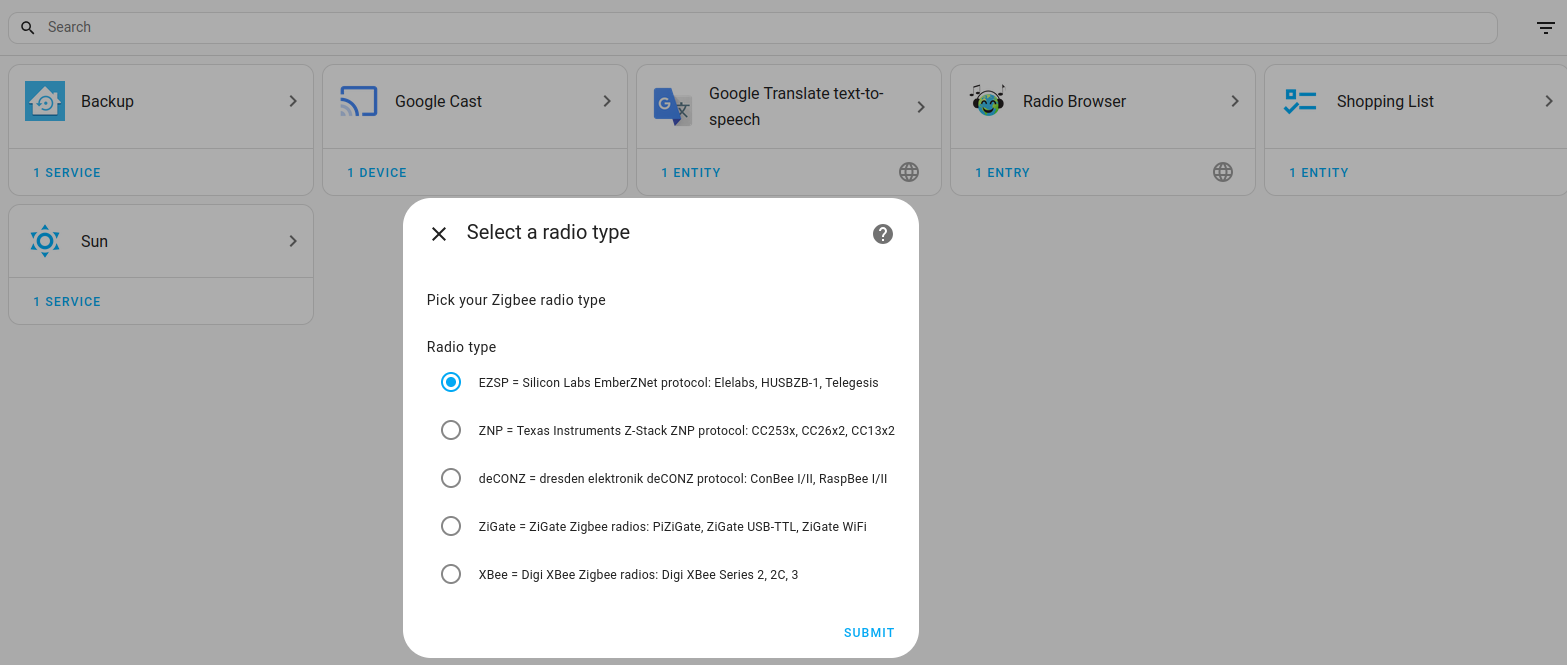 Search
Backup
Google Cast
Google Translate text-to-
speech
Radio Browser
Shopping List
1 SERVICE
1 DEVICE
1 ENTITY
1 ENTRY
1 ENTITY
Sun
1 SERVICE
Select a radio type
Pick your Zigbee radio type
Radio type
EZSP = Silicon Labs EmberZNet protocol: Elelabs, HUSBZB-1, Telegesis
ZNP = Texas Instruments Z-Stack ZNP protocol: CC253x, CC26x2, CC13x2
deCONZ = dresden elektronik deCONZ protocol: ConBee I/II, RaspBee I/II
ZiGate = ZiGate Zigbee radios: PiZiGate, ZiGate USB-TTL, ZiGate WiFi
XBee = Digi XBee Zigbee radios: Digi XBee Series 2, 2C, 3
SUBMIT